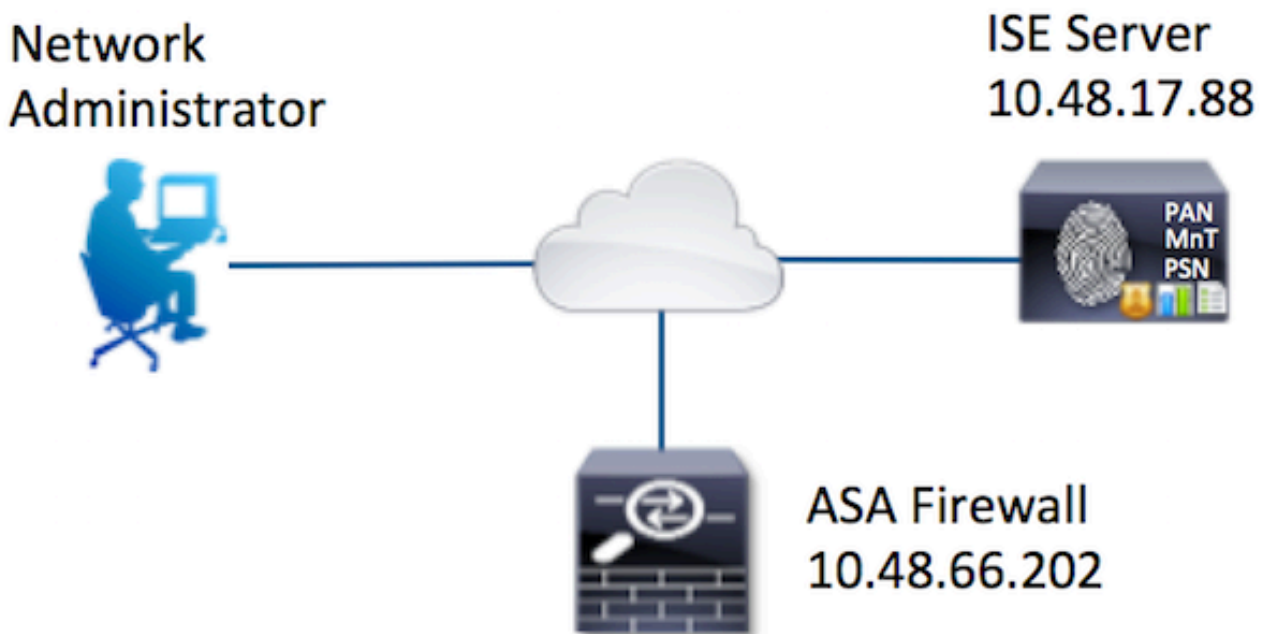 Network
Administrator
ISE Server
10.48.17.88
PAN
MnT
PSN
ASA Firewall
10.48.66.202